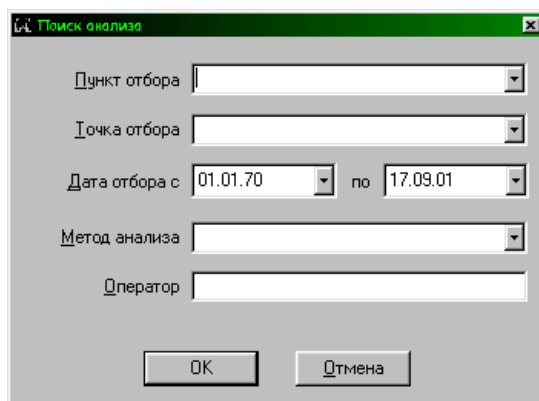 Поиск анализа
Пункт отбора
Точка отбора
Дата отбора с 01.01.70 по 17.09.01
Метод анализа
Оператор
OK Отмена